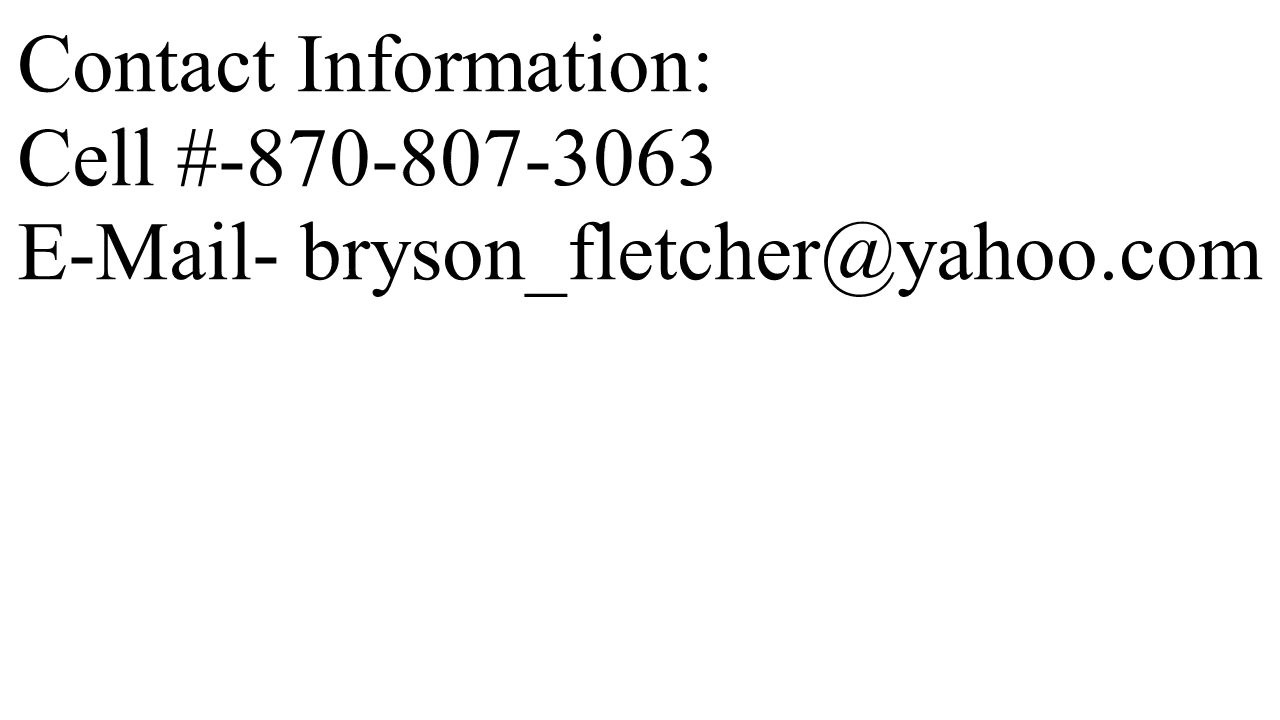 Contact Information:
Cell #-870-807-3063
E-Mail- bryson_fletcher@yahoo.com